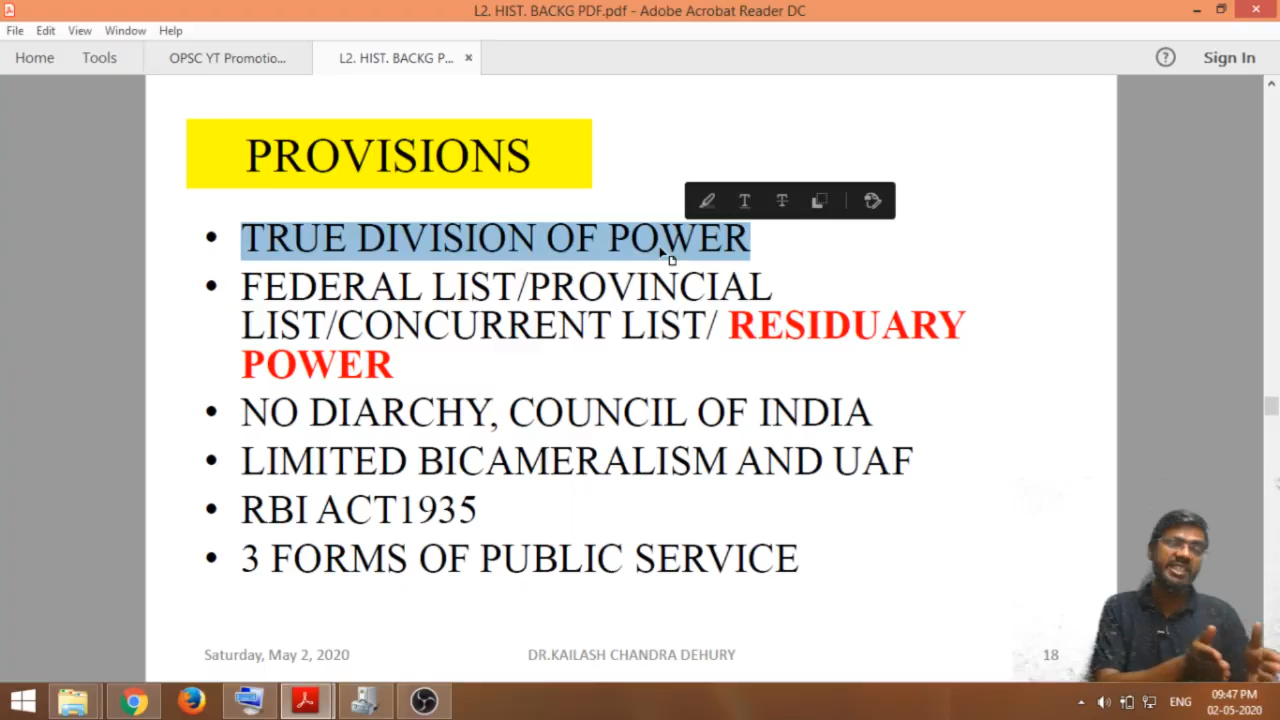 L2. HIST. BACKG PDF.pdf - Adobe Acrobat Reader DC
File Edit View Window Help
Home Tools OPSC YT Promotio... L2. HIST. BACKG P... × Sign In
PROVISIONS
• TRUE DIVISION OF POWER
• FEDERAL LIST/PROVINCIAL
LIST/CONCURRENT LIST/ RESIDUARY
POWER
• NO DIARCHY, COUNCIL OF INDIA
• LIMITED BICAMERALISM AND UAF
• RBI ACT1935
• 3 FORMS OF PUBLIC SERVICE
Saturday, May 2, 2020 DR.KAILASH CHANDRA DEHURY 18
ENG 09:47 PM
02-05-2020